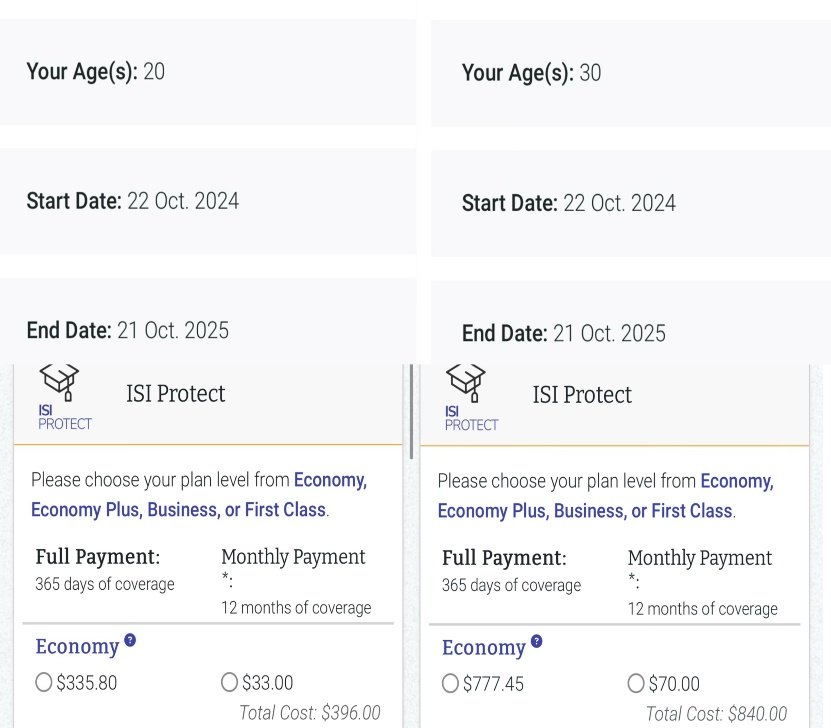 Your Age(s): 20
Start Date: 22 Oct. 2024
End Date: 21 Oct. 2025
ISI
PROTECT
ISI Protect
Please choose your plan level from Economy,
Economy Plus, Business, or First Class.
Full Payment:
365 days of coverage
Monthly Payment
*:
12 months of coverage
Economy ?
$335.80
$33.00
Total Cost: $396.00
Your Age(s): 30
Start Date: 22 Oct. 2024
End Date: 21 Oct. 2025
ISI
PROTECT
ISI Protect
Please choose your plan level from Economy,
Economy Plus, Business, or First Class.
Full Payment:
365 days of coverage
Monthly Payment
*:
12 months of coverage
Economy ?
$777.45
$70.00
Total Cost: $840.00